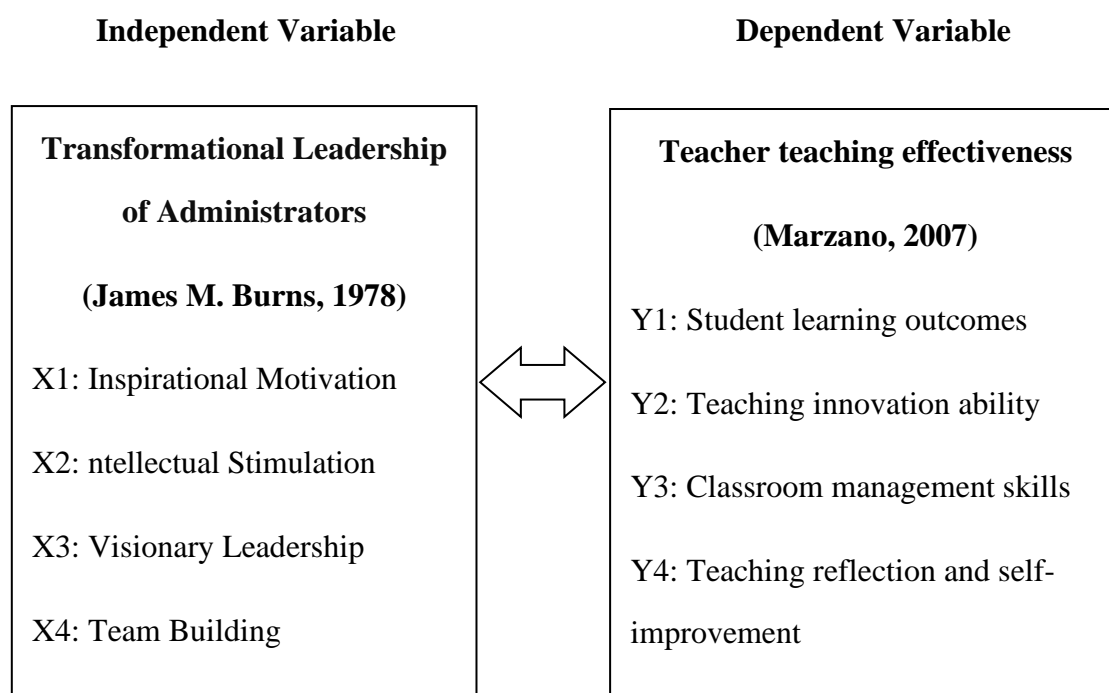 Independent Variable
Dependent Variable
Transformational Leadership
of Administrators
(James M. Burns, 1978)
X1: Inspirational Motivation
X2: ntellectual Stimulation
X3: Visionary Leadership
X4: Team Building
Teacher teaching effectiveness
(Marzano, 2007)
Y1: Student learning outcomes
Y2: Teaching innovation ability
Y3: Classroom management skills
Y4: Teaching reflection and self-
improvement